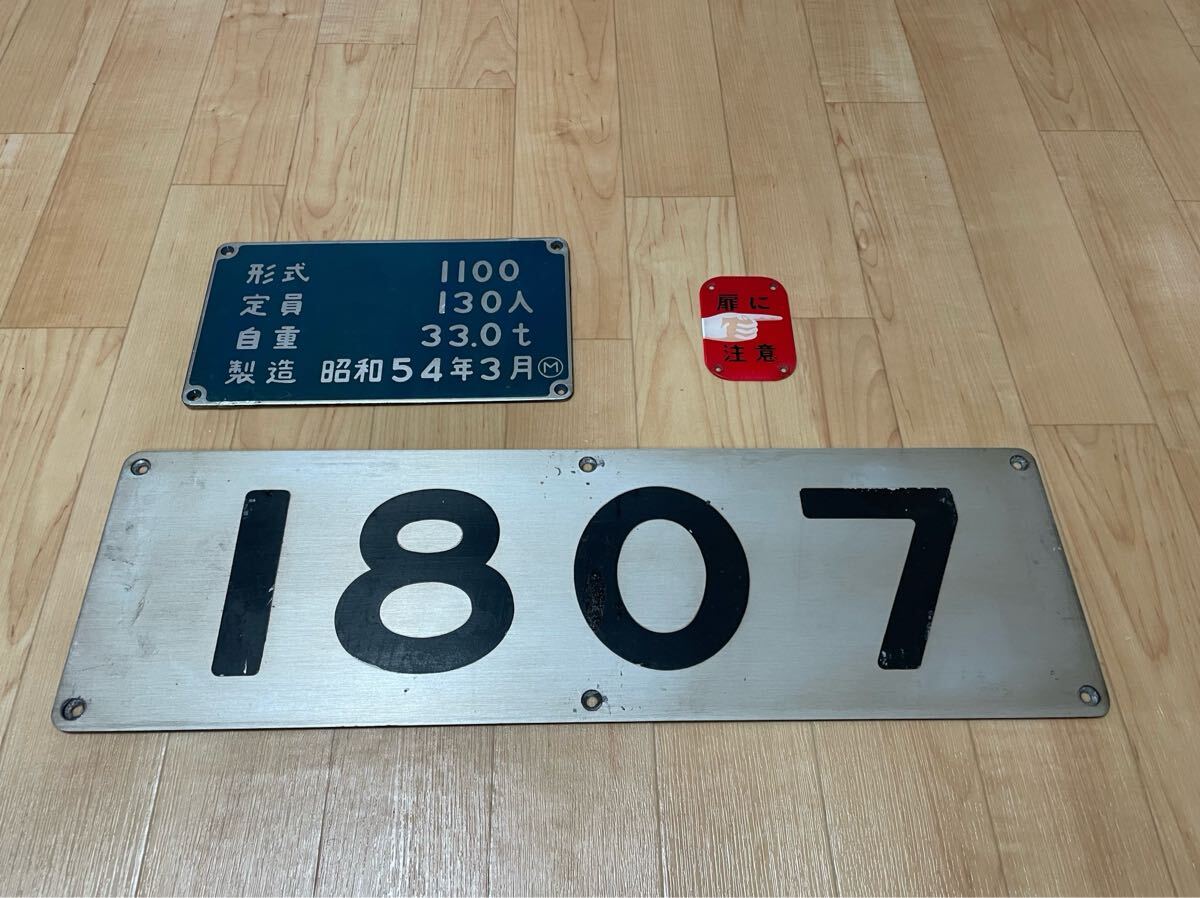 形式 1100
定員 130人
自重 33.0t
製造 昭和54年3月Ⓜ
扉に
注意
1807